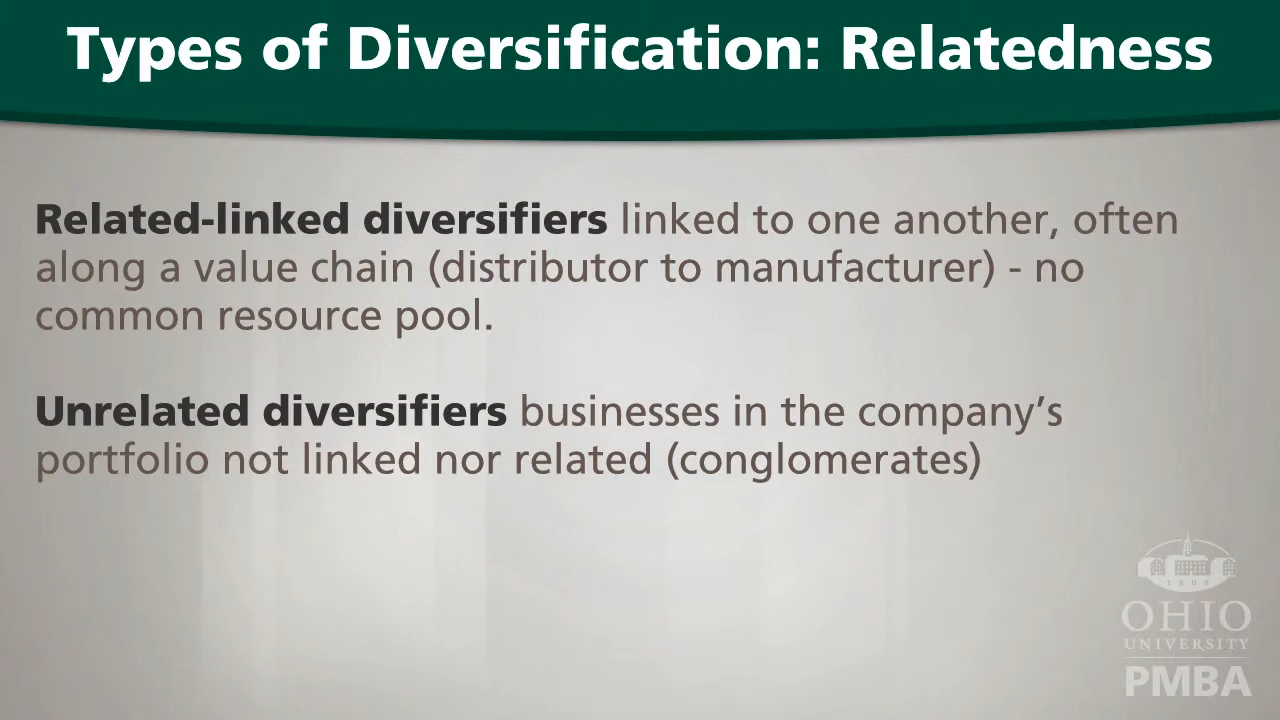 Types of Diversification: Relatedness
Related-linked diversifiers linked to one another, often
along a value chain (distributor to manufacturer) - no
common resource pool.
Unrelated diversifiers businesses in the company’s
portfolio not linked nor related (conglomerates)
1804
OHIO
UNIVERSITY
PMBA